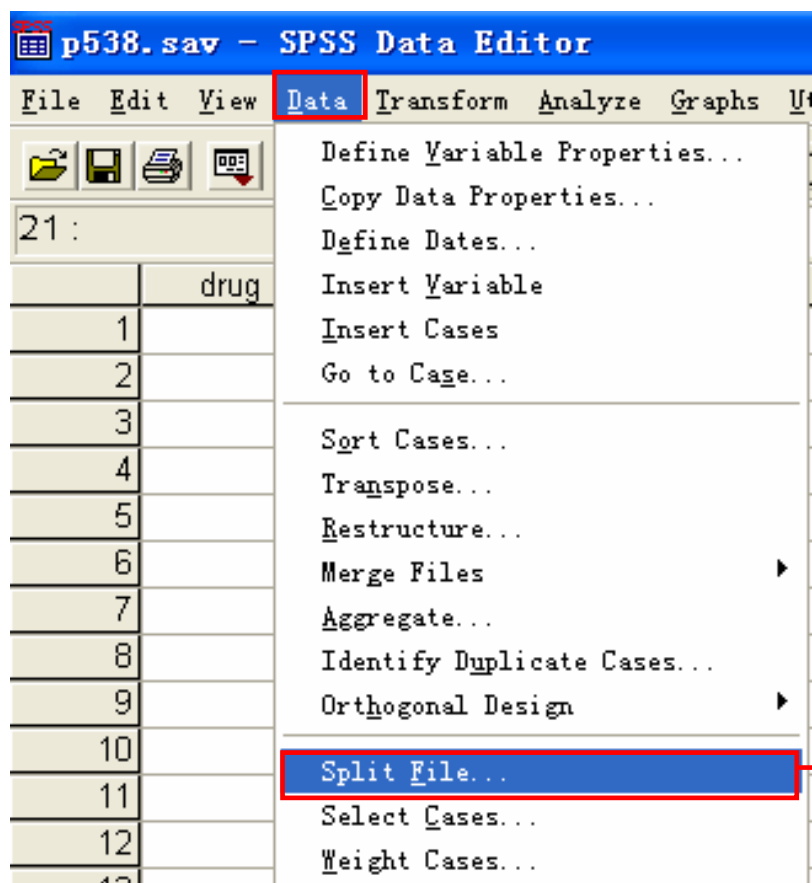 SPSS
p538.sav - SPSS Data Editor
File Edit View Data Transform Analyze Graphs
21 :
drug
Define Variable Properties...
Copy Data Properties...
Define Dates...
Insert Variable
Insert Cases
Go to Case...
Sort Cases...
Transpose...
Restructure...
Merge Files
Aggregate...
Identify Duplicate Cases...
Orthogonal Design
Split File...
Select Cases...
Weight Cases...
1
2
3
4
5
6
7
8
9
10
11
12